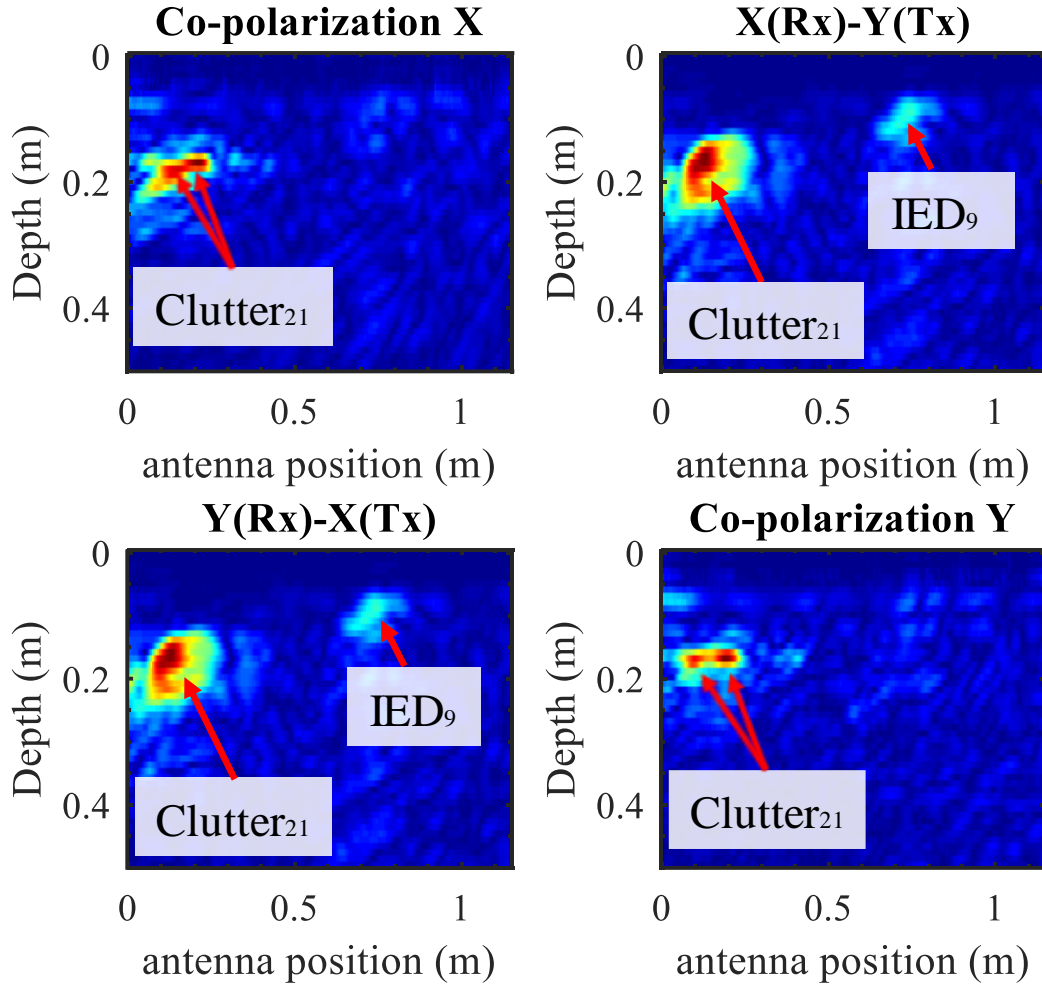 Co-polarization X
0
0.2
0.4
Depth (m)
Clutter21
0 0.5 1
antenna position (m)
X(Rx)-Y(Tx)
0
0.2
0.4
Depth (m)
IED9
Clutter21
0 0.5 1
antenna position (m)
Y(Rx)-X(Tx)
0
0.2
0.4
Depth (m)
IED9
Clutter21
0 0.5 1
antenna position (m)
Co-polarization Y
0
0.2
0.4
Depth (m)
Clutter21
0 0.5 1
antenna position (m)